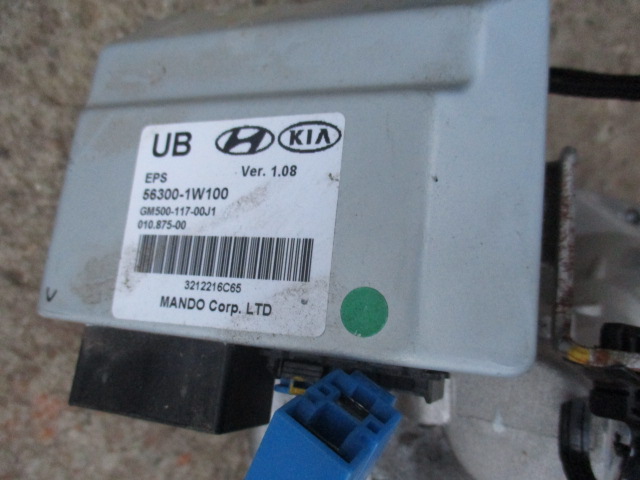 UB KIA
EPS Ver. 1.08
56300-1W100
GM500-117-00J1
010.875-00
3212216C65
MANDO Corp. LTD